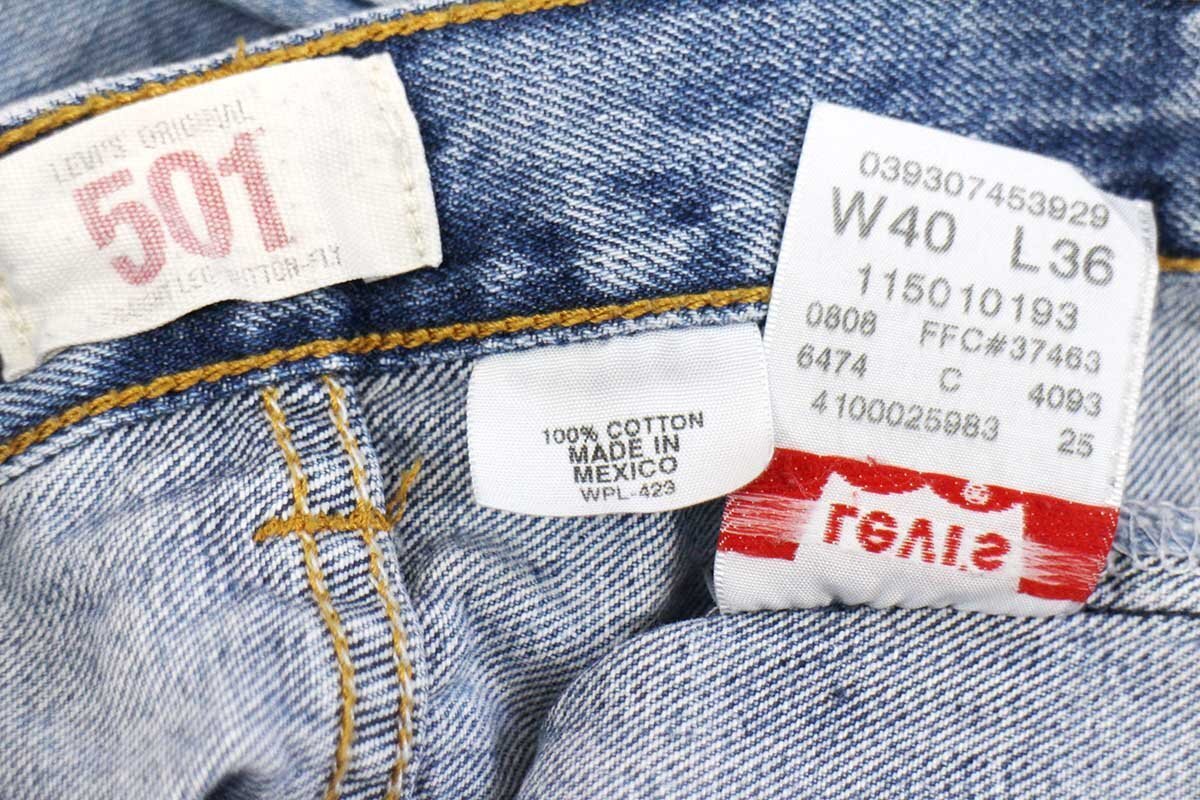 LEVI'S ORIGINAL
501
BUTTON-FLY
100% COTTON
MADE IN
MEXICO
WPL-423
039307453929
W40 L36
115010193
0808 FFC#37463
6474 C 4093
4100025983 25
Levi's
®